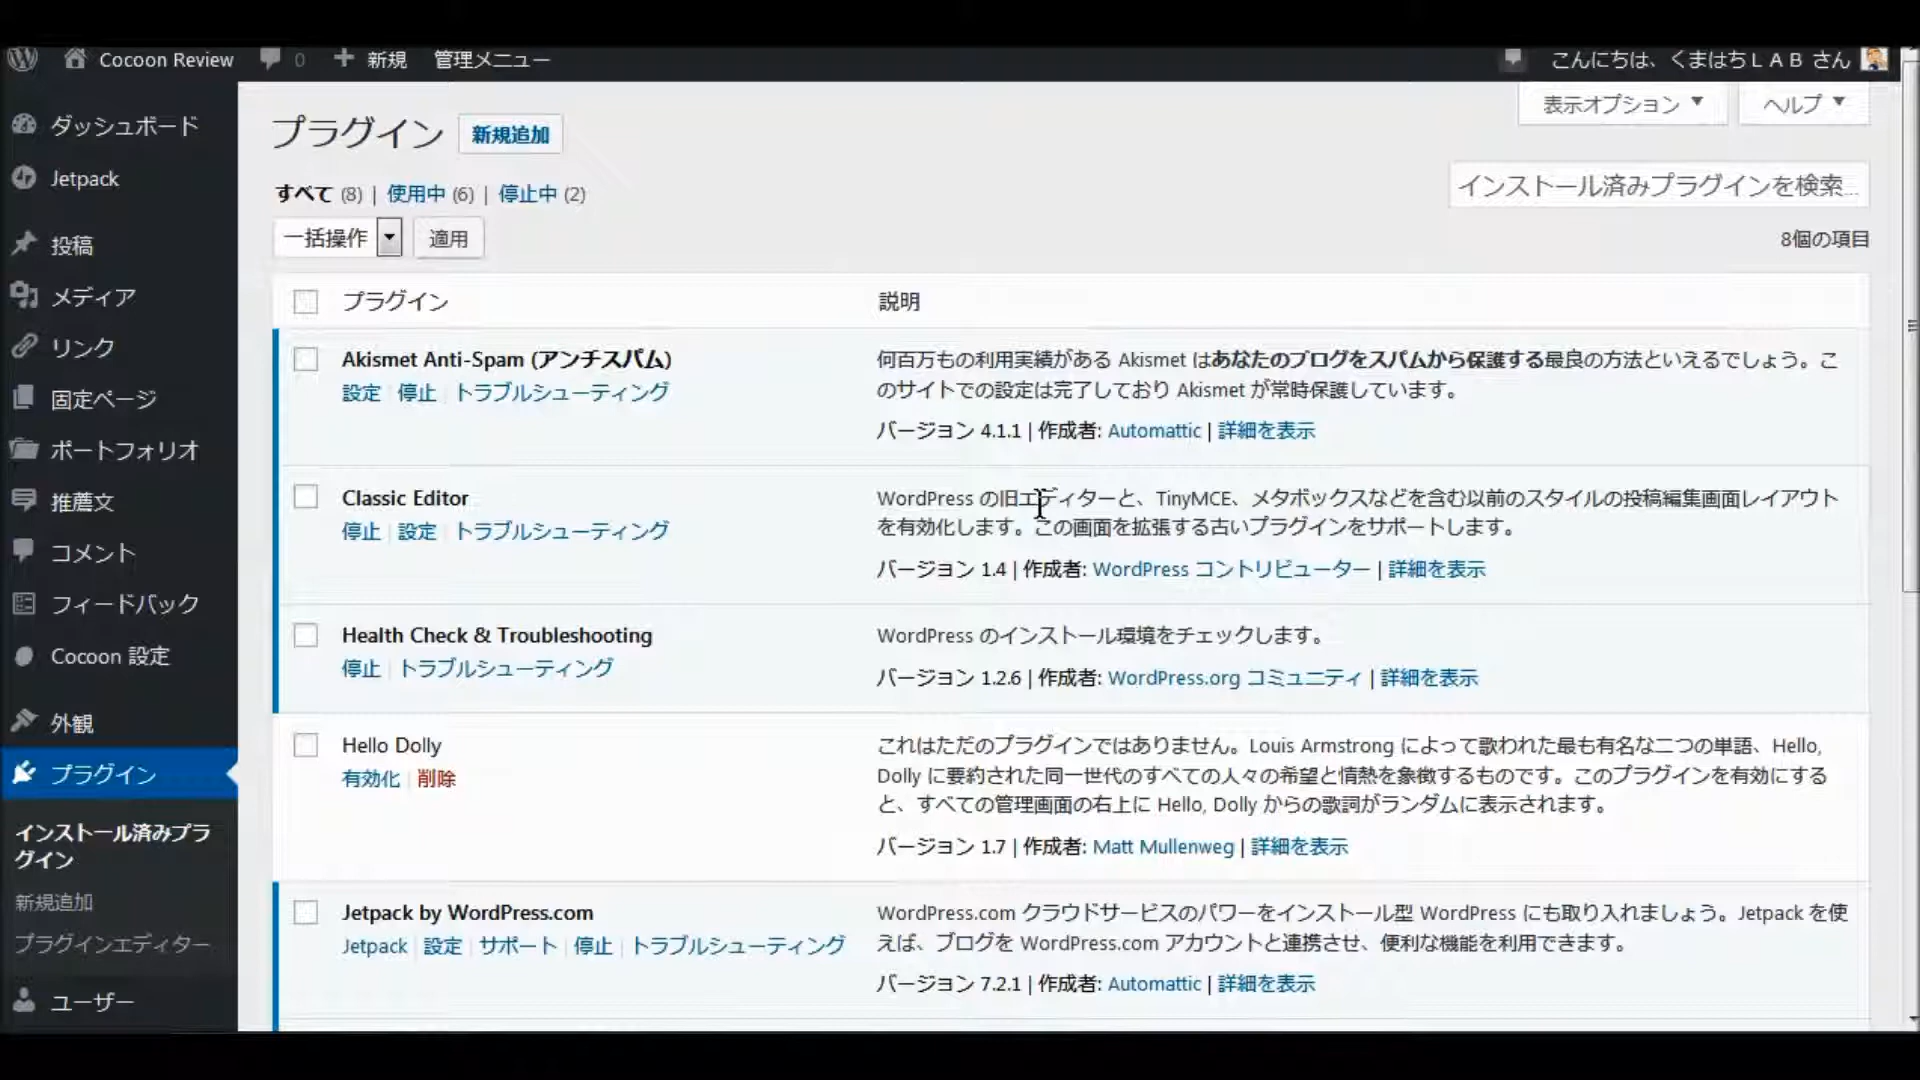 Cocoon Review 0 新規 管理メニュー こんにちは、くまはちＬＡＢ さん
表示オプション ヘルプ
ダッシュボード
Jetpack
投稿
メディア
リンク
固定ページ
ポートフォリオ
推薦文
コメント
フィードバック
Cocoon 設定
外観
プラグイン
インストール済みプラ
グイン
新規追加
プラグインエディター
ユーザー
プラグイン 新規追加
すべて (8) | 使用中 (6) | 停止中 (2)
インストール済みプラグインを検索...
一括操作 適用
8個の項目
プラグイン 説明
Akismet Anti-Spam (アンチスパム)
設定 | 停止 | トラブルシューティング
何百万もの利用実績がある Akismet はあなたのブログをスパムから保護する最良の方法といえるでしょう。こ
のサイトでの設定は完了しており Akismet が常時保護しています。
バージョン 4.1.1 | 作成者: Automattic | 詳細を表示
Classic Editor
停止 | 設定 | トラブルシューティング
WordPress の旧エディターと、TinyMCE、メタボックスなどを含む以前のスタイルの投稿編集画面レイアウト
を有効化します。この画面を拡張する古いプラグインをサポートします。
バージョン 1.4 | 作成者: WordPress コントリビューター | 詳細を表示
Health Check & Troubleshooting
停止 | トラブルシューティング
WordPress のインストール環境をチェックします。
バージョン 1.2.6 | 作成者: WordPress.org コミュニティ | 詳細を表示
Hello Dolly
有効化 | 削除
これはただのプラグインではありません。Louis Armstrong によって歌われた最も有名な二つの単語、Hello,
Dolly に要約された同一世代のすべての人々の希望と情熱を象徴するものです。このプラグインを有効にする
と、すべての管理画面の右上に Hello, Dolly からの歌詞がランダムに表示されます。
バージョン 1.7 | 作成者: Matt Mullenweg | 詳細を表示
Jetpack by WordPress.com
Jetpack | 設定 | サポート | 停止 | トラブルシューティング
WordPress.com クラウドサービスのパワーをインストール型 WordPress にも取り入れましょう。Jetpack を使
えば、ブログを WordPress.com アカウントと連携させ、便利な機能を利用できます。
バージョン 7.2.1 | 作成者: Automattic | 詳細を表示